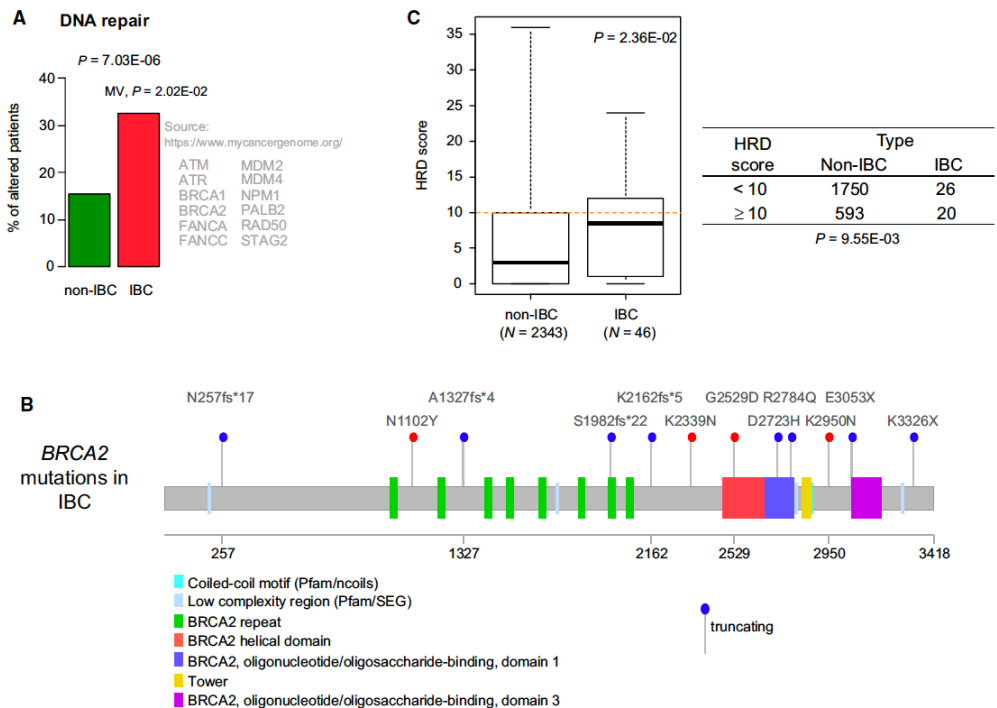 A
DNA repair
P = 7.03E-06
MV, P = 2.02E-02
% of altered patients
40
30
20
10
0
non-IBC
IBC
Source:
https://www.mycancergenome.org/
ATM MDM2
ATR MDM4
BRCA1 NPM1
BRCA2 PALB2
FANCA RAD50
FANCC STAG2
C
P = 2.36E-02
HRD score
35
30
25
20
15
10
5
0
non-IBC
(N = 2343)
IBC
(N = 46)
HRD score Type
Non-IBC IBC
< 10 1750 26
≥ 10 593 20
P = 9.55E-03
B
BRCA2
mutations in
IBC
N257fs*17 A1327fs*4 K2162fs*5 G2529D R2784Q E3053X
N1102Y S1982fs*22 K2339N D2723H K2950N K3326X
257 1327 2162 2529 2950 3418
Coiled-coil motif (Pfam/ncoils)
Low complexity region (Pfam/SEG)
BRCA2 repeat
BRCA2 helical domain
BRCA2, oligonucleotide/oligosaccharide-binding, domain 1
Tower
BRCA2, oligonucleotide/oligosaccharide-binding, domain 3
truncating